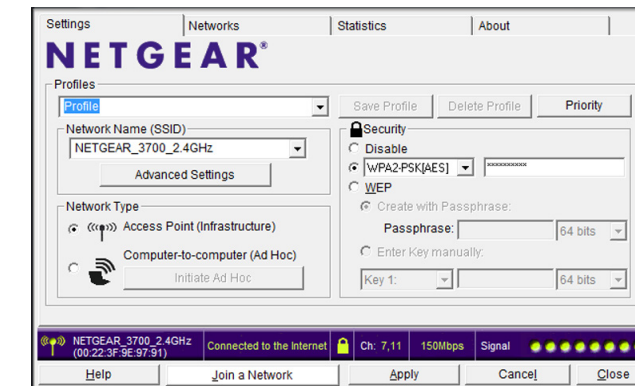 Settings
Networks
Statistics
About
NETGEAR®
Profiles
Profile
Save Profile
Delete Profile
Priority
Network Name (SSID)
NETGEAR_3700_2.4GHz
Advanced Settings
Security
Disable
WPA2-PSK[AES]
xxxxxxxxxx
WEP
Create with Passphrase:
Passphrase:
64 bits
Enter Key manually:
Key 1:
64 bits
Network Type
Access Point (Infrastructure)
Computer-to-computer (Ad Hoc)
Initiate Ad Hoc
NETGEAR_3700_2.4GHz
(00:22:3F:9E:97:91)
Connected to the Internet
Ch: 7,11
150Mbps
Signal
Help
Join a Network
Apply
Cancel
Close